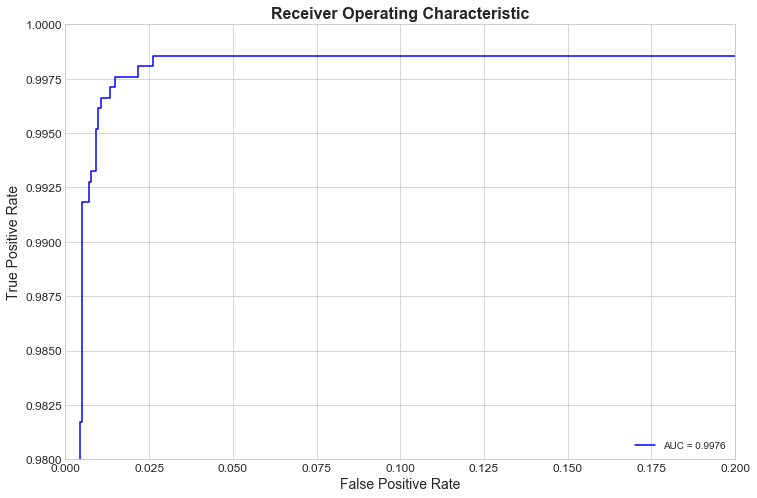 Receiver Operating Characteristic
1.0000
0.9975
0.9950
0.9925
0.9900
0.9875
0.9850
0.9825
0.9800
True Positive Rate
AUC = 0.9976
0.000 0.025 0.050 0.075 0.100 0.125 0.150 0.175 0.200
False Positive Rate